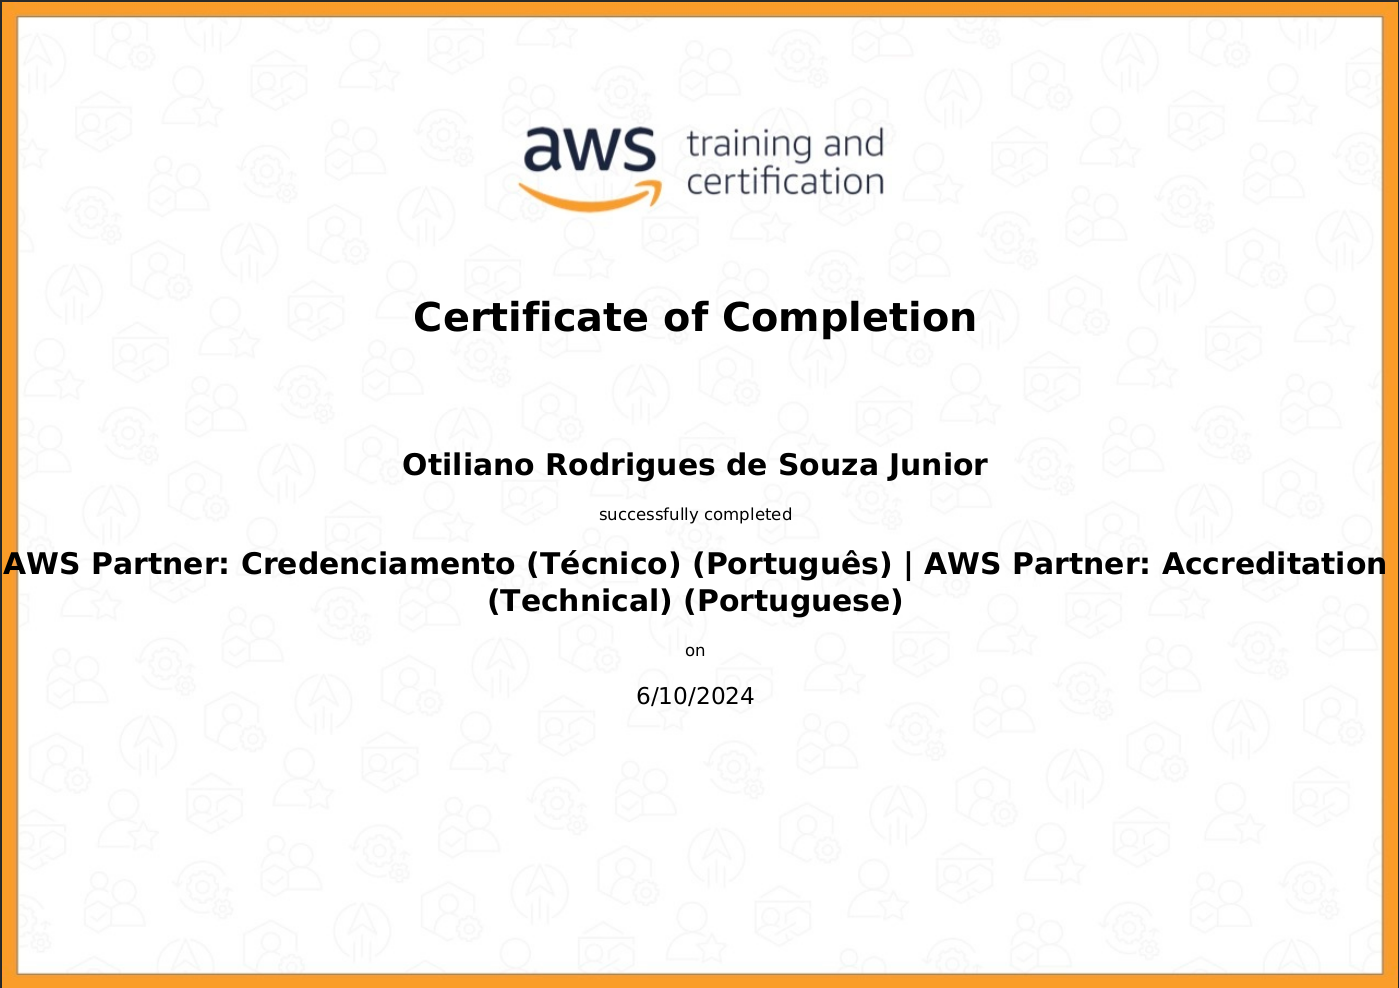 aws training and
certification
Certificate of Completion
Otiliano Rodrigues de Souza Junior
successfully completed
AWS Partner: Credenciamento (Técnico) (Português) | AWS Partner: Accreditation
(Technical) (Portuguese)
on
6/10/2024